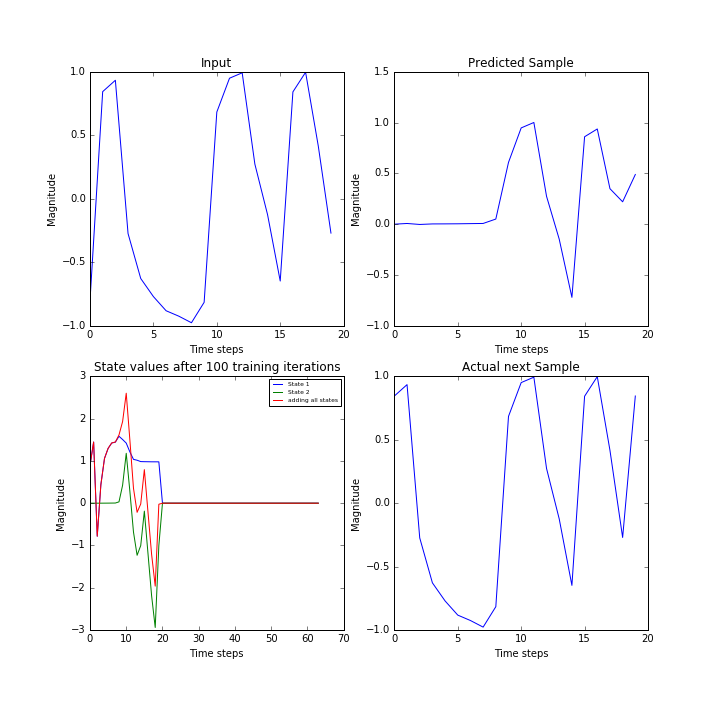 Input
Magnitude
1.0
0.5
0.0
−0.5
−1.0
0 5 10 15 20
Time steps
Predicted Sample
Magnitude
1.5
1.0
0.5
0.0
−0.5
−1.0
0 5 10 15 20
Time steps
State values after 100 training iterations
Magnitude
3
2
1
0
−1
−2
−3
0 10 20 30 40 50 60 70
Time steps
State 1
State 2
adding all states
Actual next Sample
Magnitude
1.0
0.5
0.0
−0.5
−1.0
0 5 10 15 20
Time steps